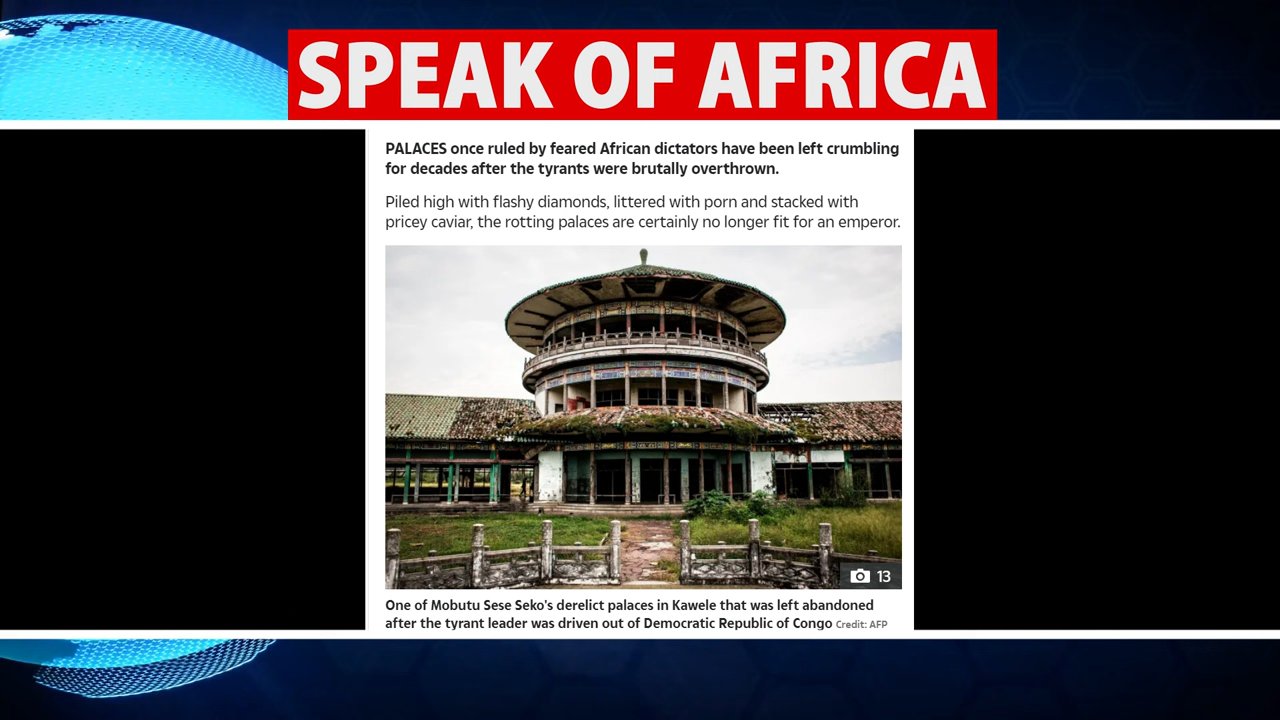 SPEAK OF AFRICA
PALACES once ruled by feared African dictators have been left crumbling
for decades after the tyrants were brutally overthrown.
Piled high with flashy diamonds, littered with porn and stacked with
pricey caviar, the rotting palaces are certainly no longer fit for an emperor.
13
One of Mobutu Sese Seko's derelict palaces in Kawele that was left abandoned
after the tyrant leader was driven out of Democratic Republic of Congo Credit: AFP